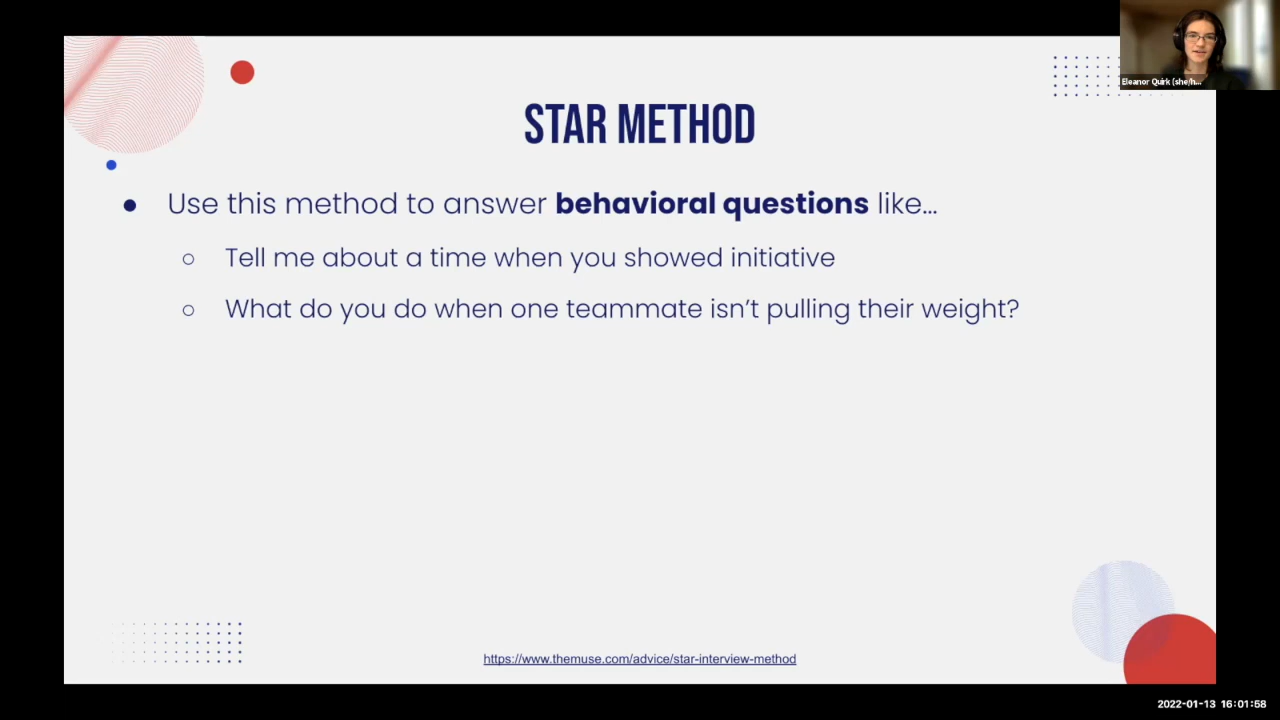 Eleanor Quirk (she/h...
STAR METHOD
● Use this method to answer behavioral questions like...
○ Tell me about a time when you showed initiative
○ What do you do when one teammate isn't pulling their weight?
https://www.themuse.com/advice/star-interview-method
2022-01-13 16:01:58